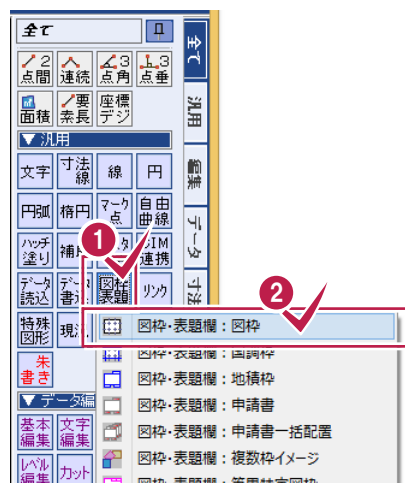 全て
2点間
連続
3点角
3点垂
面積
要素長
座標デジ
▼ 汎用
文字
寸法線
線
円
円弧
楕円
マーク点
自由曲線
ハッチ塗り
連携
データ読込
図枠表題
リンク
特殊図形
朱書き
▼ データ編
基本編集
文字編集
レベル編集
カット
全て
汎用
編集
データ
寸法
1
2
図枠・表題欄：図枠
図枠・表題欄：国調枠
図枠・表題欄：地積枠
図枠・表題欄：申請書
図枠・表題欄：申請書一括配置
図枠・表題欄：複数枠イメージ